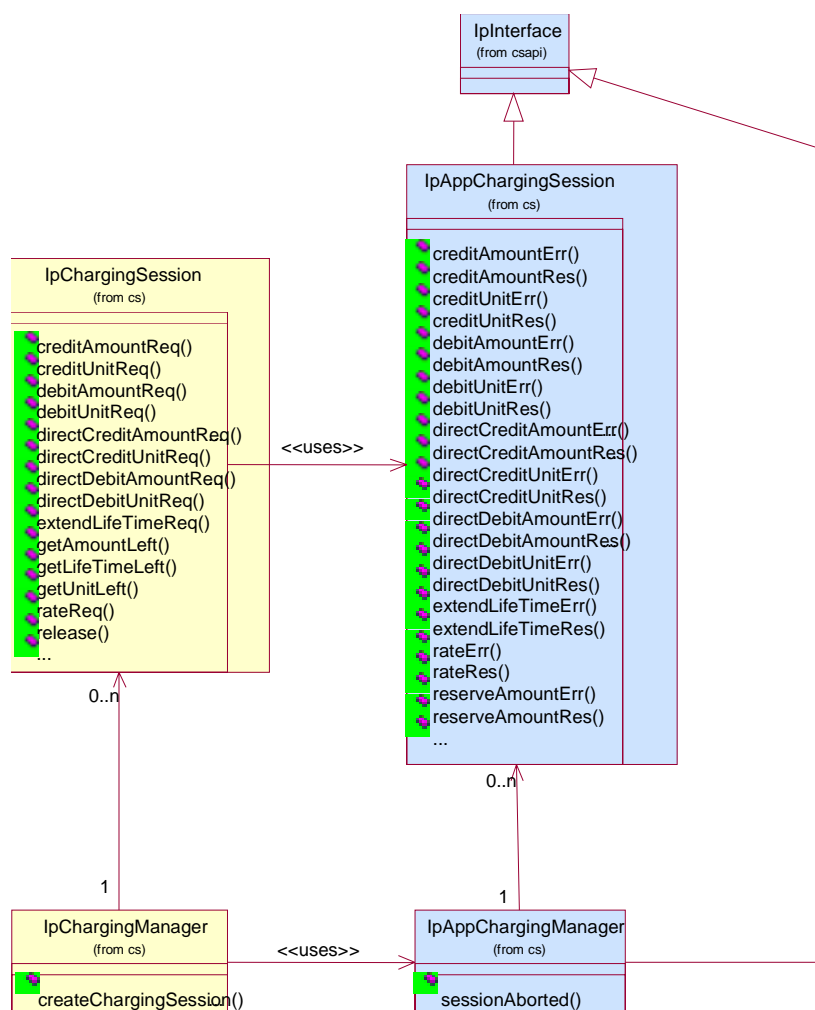 IpInterface
(from csapi)
IpAppChargingSession
(from cs)
creditAmountErr()
creditAmountRes()
creditUnitErr()
creditUnitRes()
debitAmountErr()
debitAmountRes()
debitUnitErr()
debitUnitRes()
directCreditAmountErr()
directCreditAmountRes()
directCreditUnitErr()
directCreditUnitRes()
directDebitAmountErr()
directDebitAmountRes()
directDebitUnitErr()
directDebitUnitRes()
extendLifeTimeErr()
extendLifeTimeRes()
rateErr()
rateRes()
reserveAmountErr()
reserveAmountRes()
...
IpChargingSession
(from cs)
creditAmountReq()
creditUnitReq()
debitAmountReq()
debitUnitReq()
directCreditAmountReq()
directCreditUnitReq()
directDebitAmountReq()
directDebitUnitReq()
extendLifeTimeReq()
getAmountLeft()
getLifeTimeLeft()
getUnitLeft()
rateReq()
release()
...
<<uses>>
0..n
0..n
1
1
IpChargingManager
(from cs)
createChargingSession()
<<uses>>
IpAppChargingManager
(from cs)
sessionAborted()